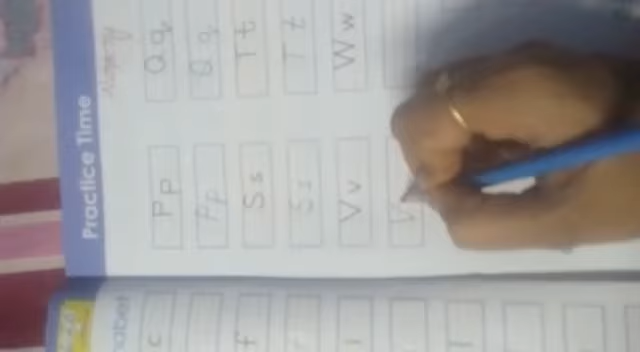 Practice Time
Pp Qq
Pp Qq
Ss Tt
Ss Tt
Vv Ww
V
c
f
i
l